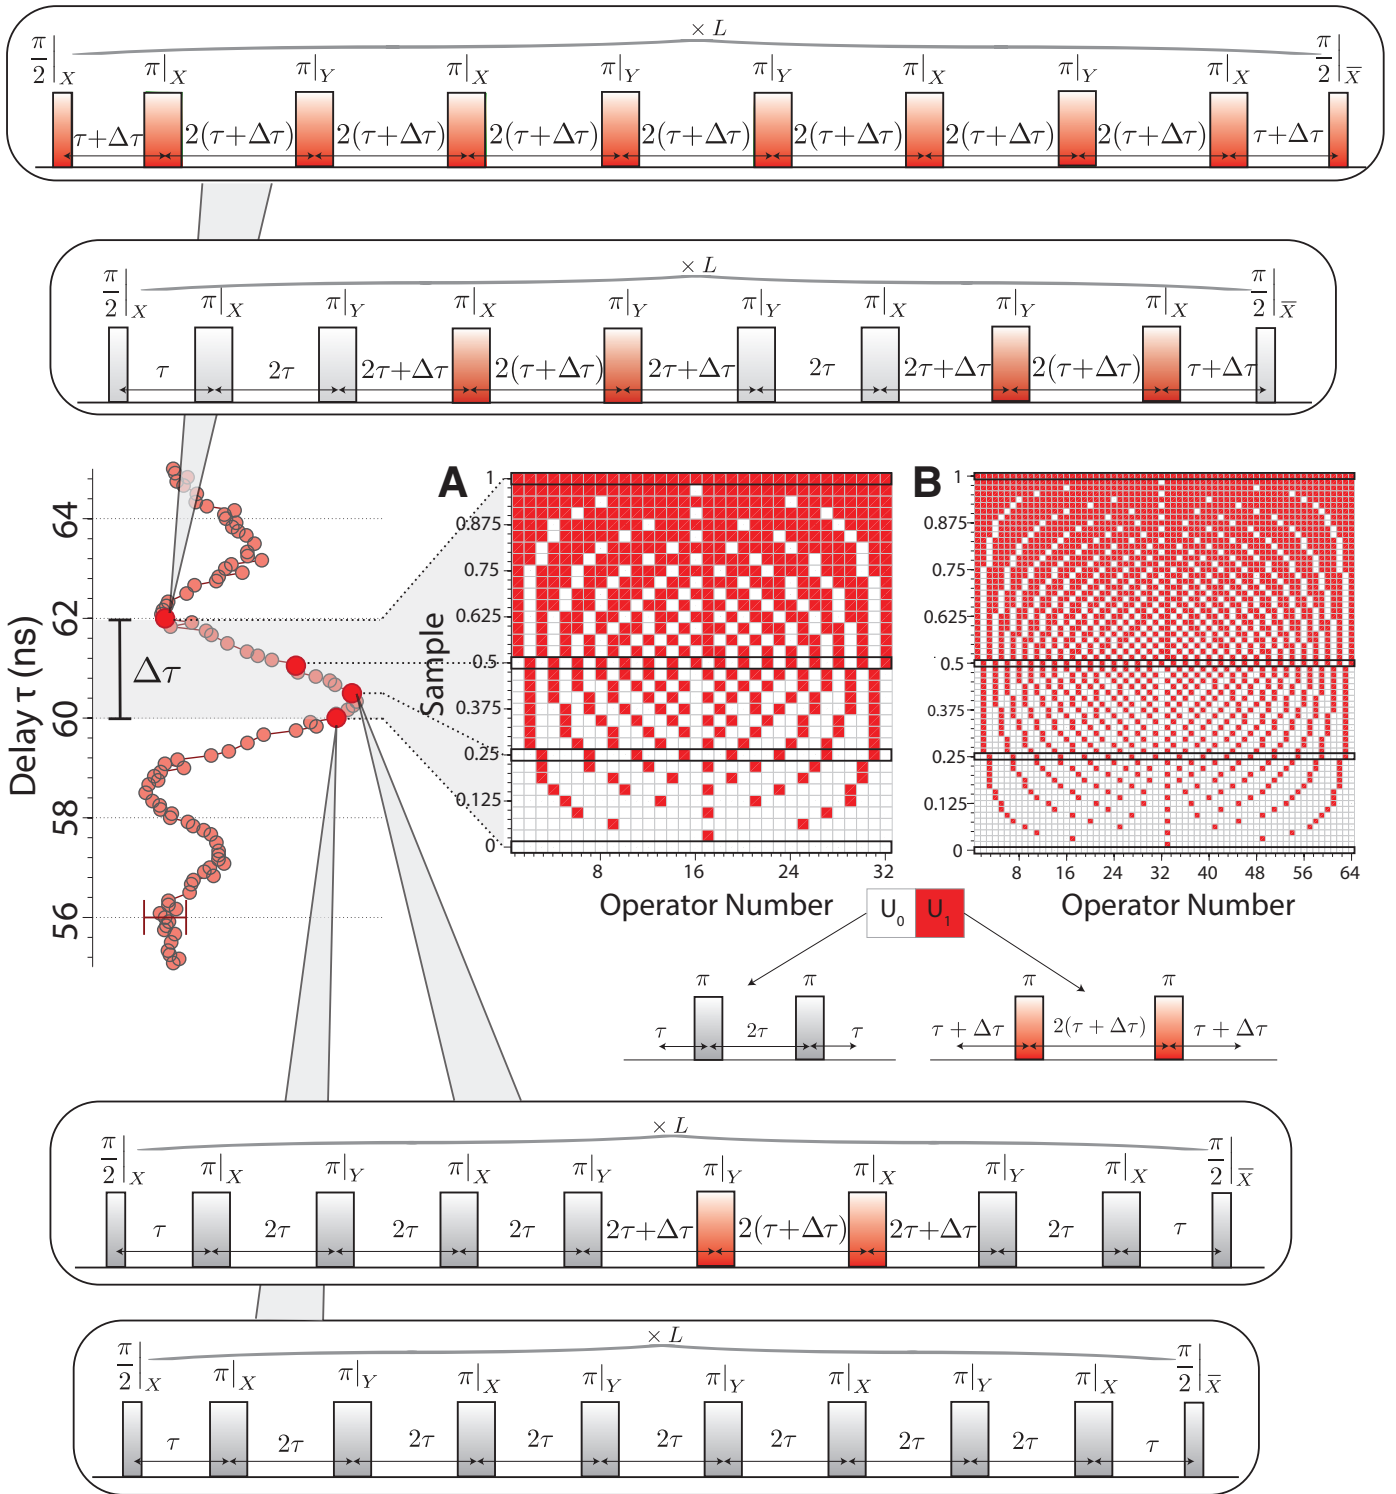 × L
π/2|X π|X π|Y π|X π|Y π|Y π|X π|Y π|X π/2|X̅
τ+Δτ 2(τ+Δτ) 2(τ+Δτ) 2(τ+Δτ) 2(τ+Δτ) 2(τ+Δτ) 2(τ+Δτ) 2(τ+Δτ) τ+Δτ
× L
π/2|X π|X π|Y π|X π|Y π|Y π|X π|Y π|X π/2|X̅
τ 2τ 2τ+Δτ 2(τ+Δτ) 2τ+Δτ 2τ 2τ+Δτ 2(τ+Δτ) τ+Δτ
Delay τ (ns)
64
62
60
58
56
Δτ
A
Sample
1
0.875
0.75
0.625
0.5
0.375
0.25
0.125
0
8 16 24 32
Operator Number
B
1
0.875
0.75
0.625
0.5
0.375
0.25
0.125
0
8 16 24 32 40 48 56 64
Operator Number
U0 U1
π π
τ 2τ τ
π π
τ + Δτ 2(τ + Δτ) τ + Δτ
× L
π/2|X π|X π|Y π|X π|Y π|Y π|X π|Y π|X π/2|X̅
τ 2τ 2τ 2τ 2τ+Δτ 2(τ+Δτ) 2τ+Δτ 2τ τ
× L
π/2|X π|X π|Y π|X π|Y π|Y π|X π|Y π|X π/2|X̅
τ 2τ 2τ 2τ 2τ 2τ 2τ 2τ τ